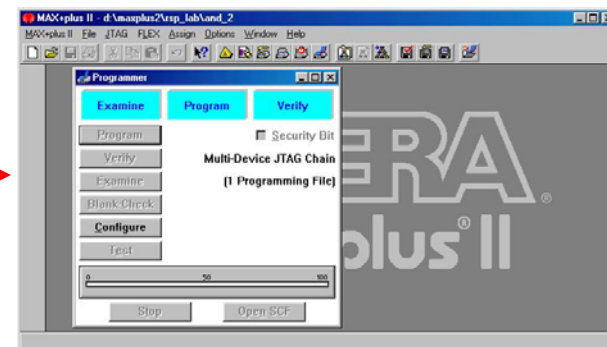 MAX+plus II - d:\maxplus2\rsp_lab\and_2
MAX+plus II File JTAG FLEX Assign Options Window Help
Programmer
Examine Program Verify
Program Security Bit
Verify Multi-Device JTAG Chain
Examine (1 Programming File)
Blank Check
Configure
Test
0 50 100
Stop Open SCF
ERA.
plus® II